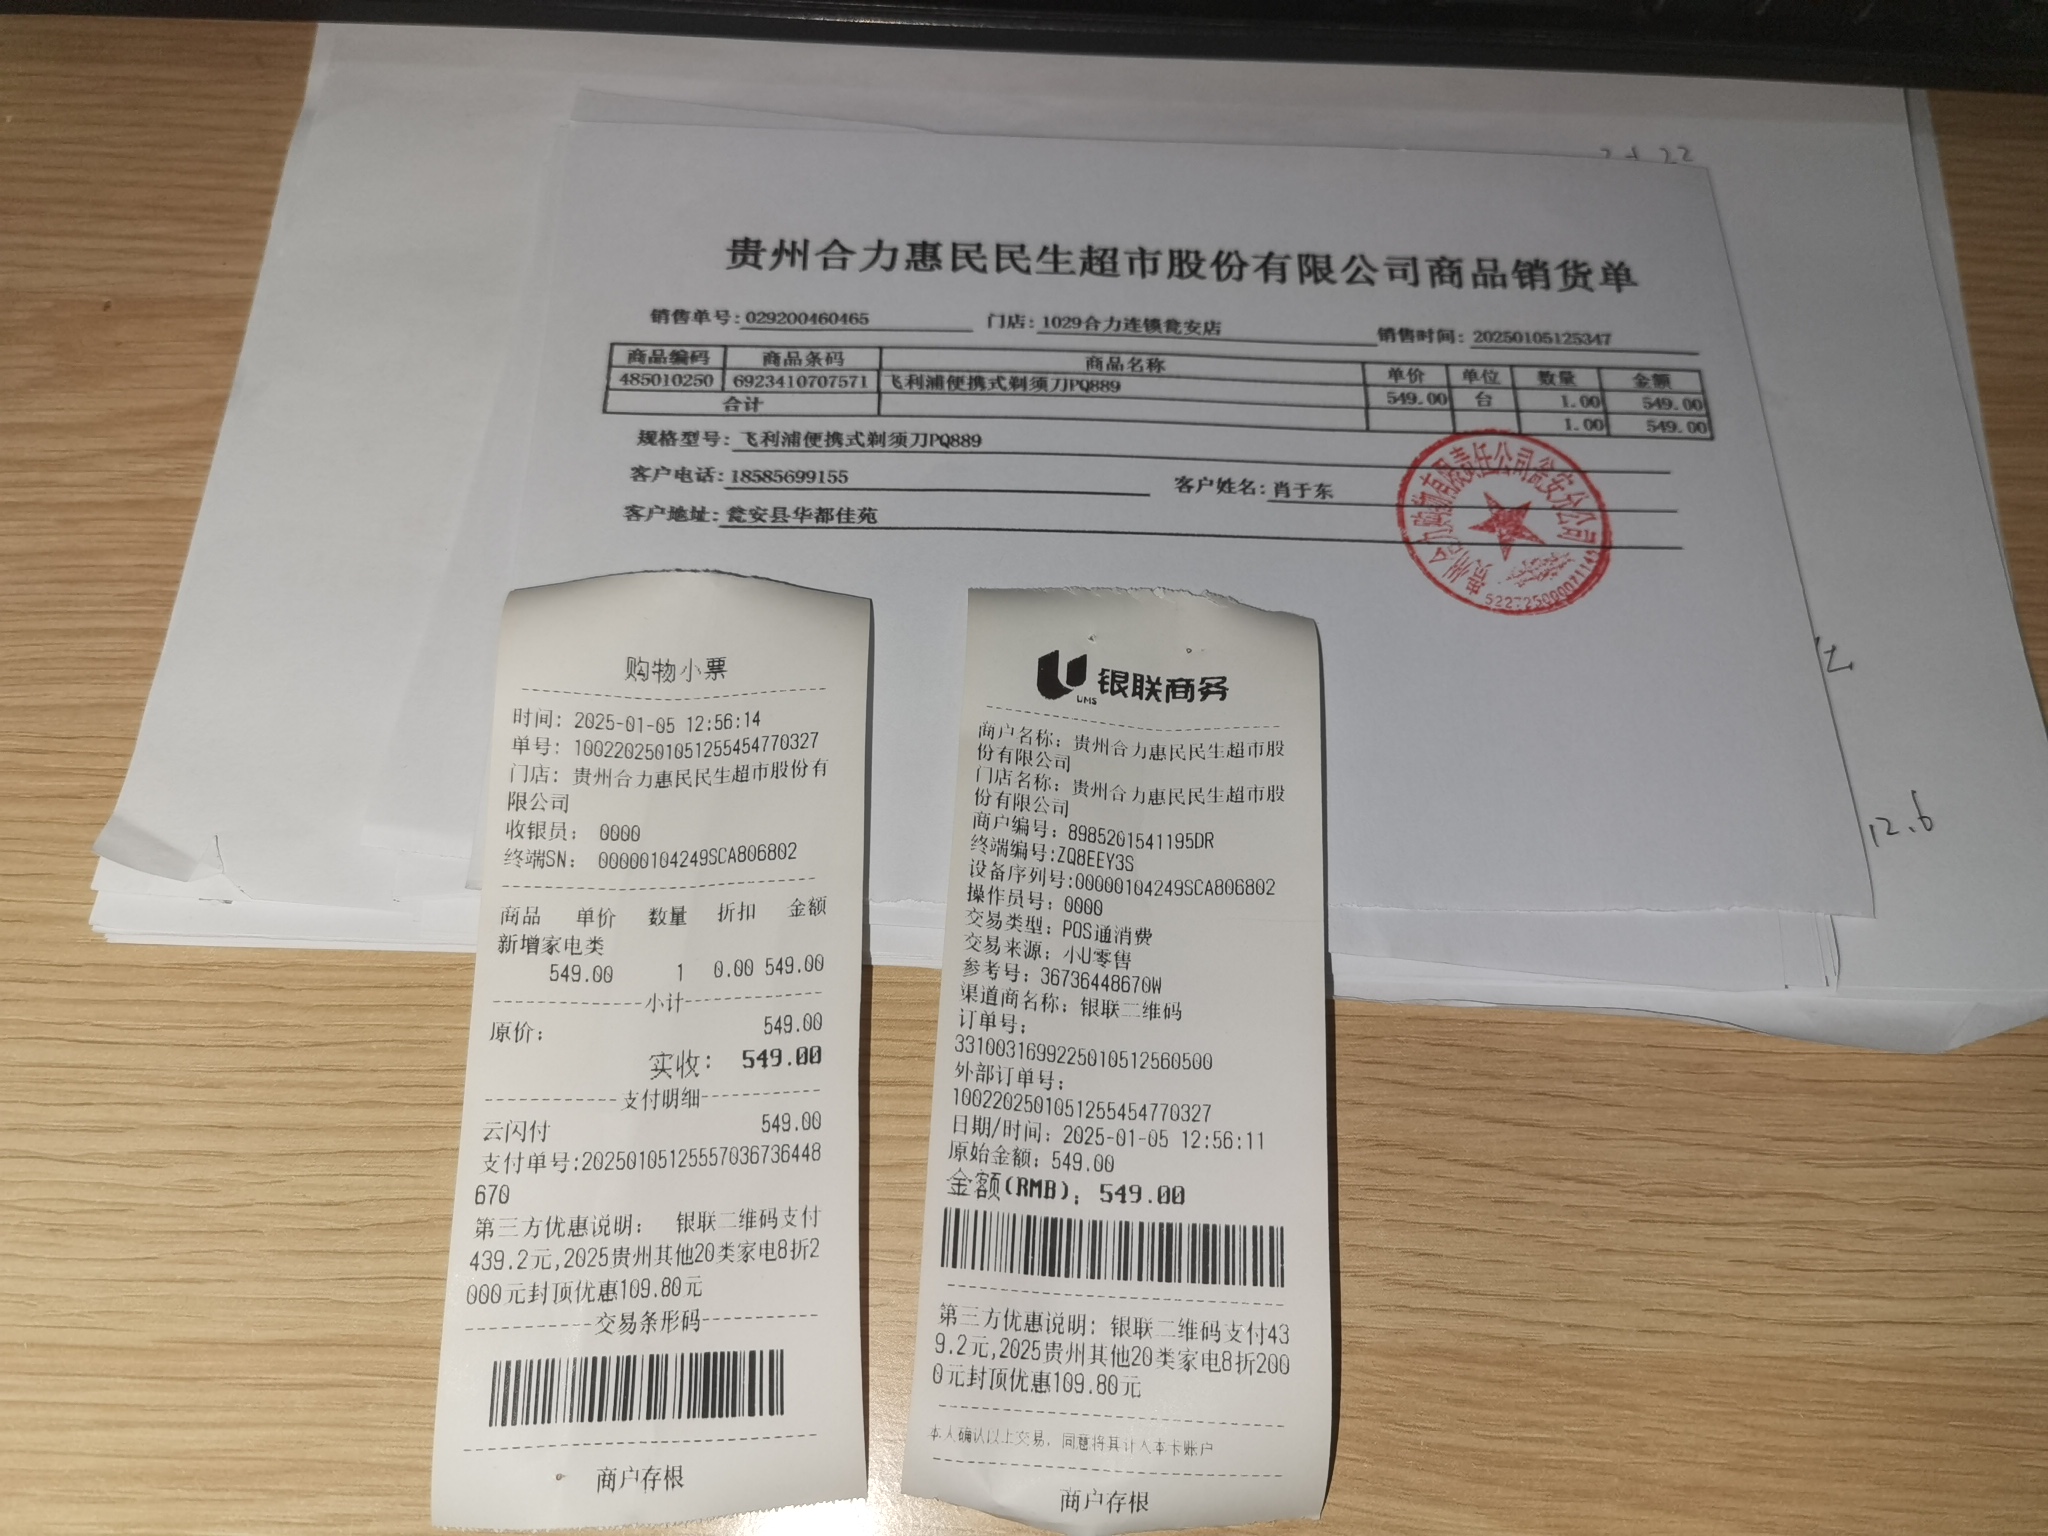 贵州合力惠民民生超市股份有限公司商品销货单
销售单号:029200460465 门店:1029合力连锁瓮安店 销售时间:20250105125347
商品编码 商品条码 商品名称 单价 单位 数量 金额
485010250 6923410707571 飞利浦便携式剃须刀PQ889 549.00 台 1.00 549.00
合计 1.00 549.00
规格型号:飞利浦便携式剃须刀PQ889
客户电话:18585699155 客户姓名:肖于东
客户地址:瓮安县华都佳苑
贵州合力购物有限责任公司瓮安分公司
12.6
购物小票
时间: 2025-01-05 12:56:14
单号: 10022025010512554547​70327
门店: 贵州合力惠民民生超市股份有
限公司
收银员: 0000
终端SN: 00000104249SCA806802
商品 单价 数量 折扣 金额
新增家电类
549.00 1 0.00 549.00
小计
原价: 549.00
实收: 549.00
支付明细
云闪付 549.00
支付单号:20250105125557036736448
670
第三方优惠说明: 银联二维码支付
439.2元,2025贵州其他20类家电8折2
000元封顶优惠109.80元
交易条形码
商户存根
银联商务
UMS
商户名称: 贵州合力惠民民生超市股
份有限公司
门店名称: 贵州合力惠民民生超市股
份有限公司
商户编号: 8985201541195DR
终端编号:ZQ8EEY3S
设备序列号:00000104249SCA806802
操作员号: 0000
交易类型: POS通消费
交易来源: 小U零售
参考号: 36736448670W
渠道商名称: 银联二维码
订单号:
3310031699225010512560500
外部订单号:
1002202501051255454770327
日期/时间: 2025-01-05 12:56:11
原始金额: 549.00
金额(RMB): 549.00
第三方优惠说明: 银联二维码支付43
9.2元,2025贵州其他20类家电8折200
0元封顶优惠109.80元
本人确认以上交易, 同意将其计入本卡账户
商户存根